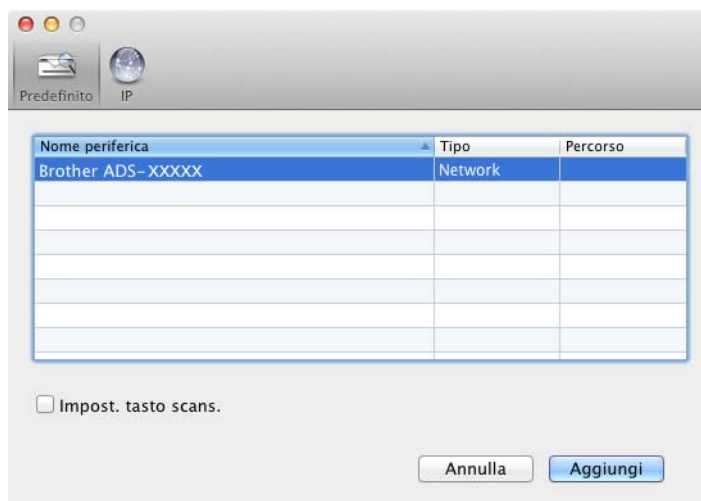 Predefinito IP
Nome periferica Tipo Percorso
Brother ADS-XXXXX Network
Impost. tasto scans.
Annulla Aggiungi